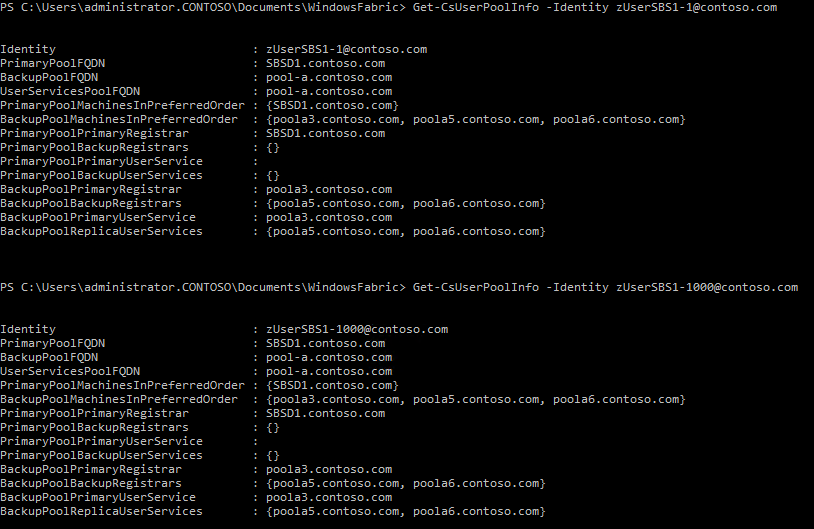 PS C:\Users\administrator.CONTOSO\Documents\WindowsFabric> Get-CsUserPoolInfo -Identity zUserSBS1-1@contoso.com
Identity : zUserSBS1-1@contoso.com
PrimaryPoolFQDN : SBSD1.contoso.com
BackupPoolFQDN : pool-a.contoso.com
UserServicesPoolFQDN : pool-a.contoso.com
PrimaryPoolMachinesInPreferredOrder : {SBSD1.contoso.com}
BackupPoolMachinesInPreferredOrder : {poola3.contoso.com, poola5.contoso.com, poola6.contoso.com}
PrimaryPoolPrimaryRegistrar : SBSD1.contoso.com
PrimaryPoolBackupRegistrars : {}
PrimaryPoolPrimaryUserService :
PrimaryPoolBackupUserServices : {}
BackupPoolPrimaryRegistrar : poola3.contoso.com
BackupPoolBackupRegistrars : {poola5.contoso.com, poola6.contoso.com}
BackupPoolPrimaryUserService : poola3.contoso.com
BackupPoolReplicaUserServices : {poola5.contoso.com, poola6.contoso.com}
PS C:\Users\administrator.CONTOSO\Documents\WindowsFabric> Get-CsUserPoolInfo -Identity zUserSBS1-1000@contoso.com
Identity : zUserSBS1-1000@contoso.com
PrimaryPoolFQDN : SBSD1.contoso.com
BackupPoolFQDN : pool-a.contoso.com
UserServicesPoolFQDN : pool-a.contoso.com
PrimaryPoolMachinesInPreferredOrder : {SBSD1.contoso.com}
BackupPoolMachinesInPreferredOrder : {poola3.contoso.com, poola5.contoso.com, poola6.contoso.com}
PrimaryPoolPrimaryRegistrar : SBSD1.contoso.com
PrimaryPoolBackupRegistrars : {}
PrimaryPoolPrimaryUserService :
PrimaryPoolBackupUserServices : {}
BackupPoolPrimaryRegistrar : poola3.contoso.com
BackupPoolBackupRegistrars : {poola5.contoso.com, poola6.contoso.com}
BackupPoolPrimaryUserService : poola3.contoso.com
BackupPoolReplicaUserServices : {poola5.contoso.com, poola6.contoso.com}